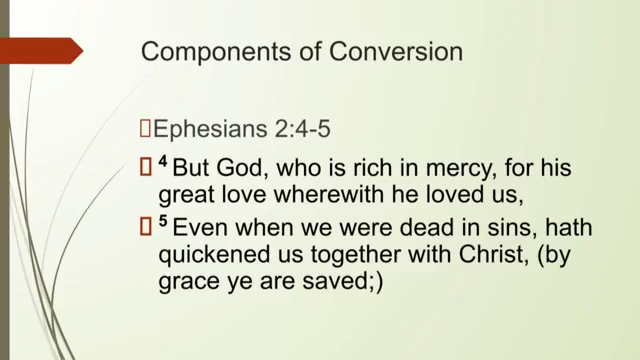 Components of Conversion
Ephesians 2:4-5
4 But God, who is rich in mercy, for his
great love wherewith he loved us,
5 Even when we were dead in sins, hath
quickened us together with Christ, (by
grace ye are saved;)